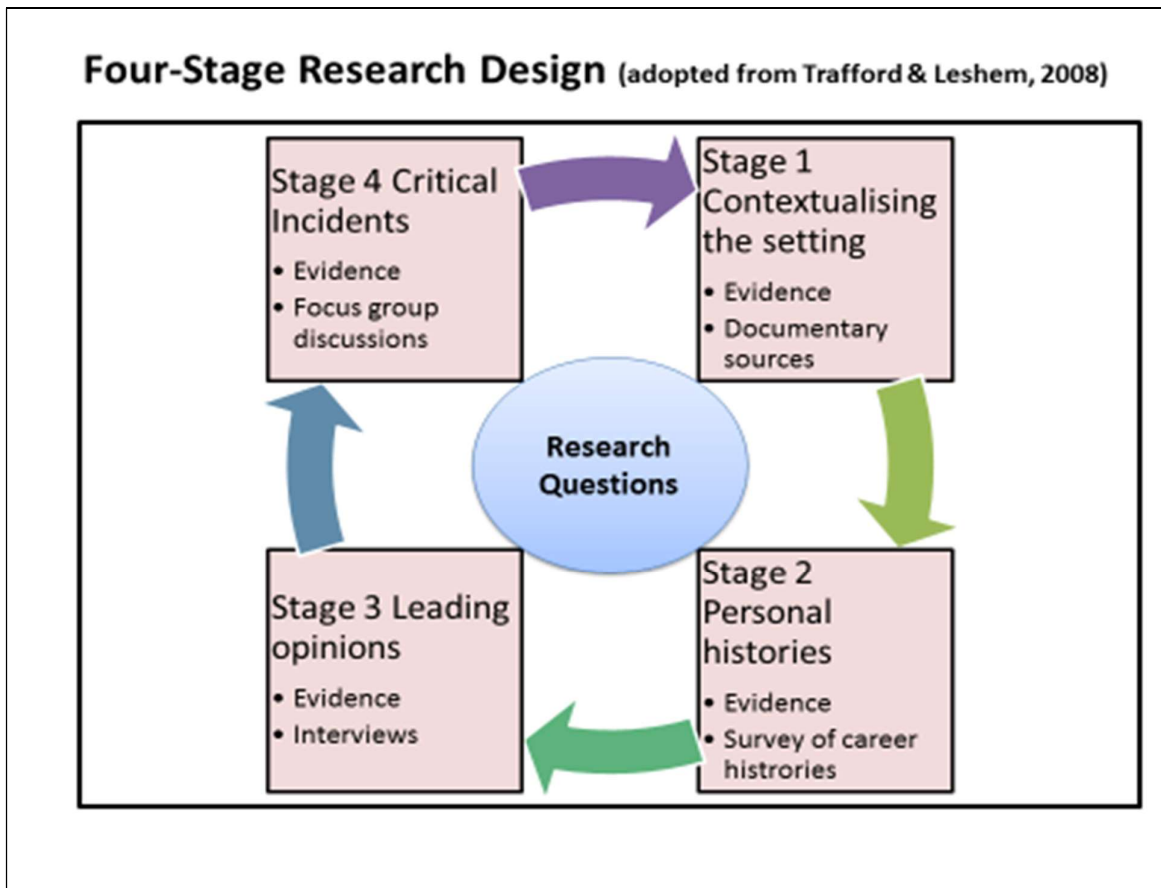 Four-Stage Research Design (adopted from Trafford & Leshem, 2008)
Stage 4 Critical
Incidents
• Evidence
• Focus group
discussions
Stage 1
Contextualising
the setting
• Evidence
• Documentary
sources
Research
Questions
Stage 3 Leading
opinions
• Evidence
• Interviews
Stage 2
Personal
histories
• Evidence
• Survey of career
histrories